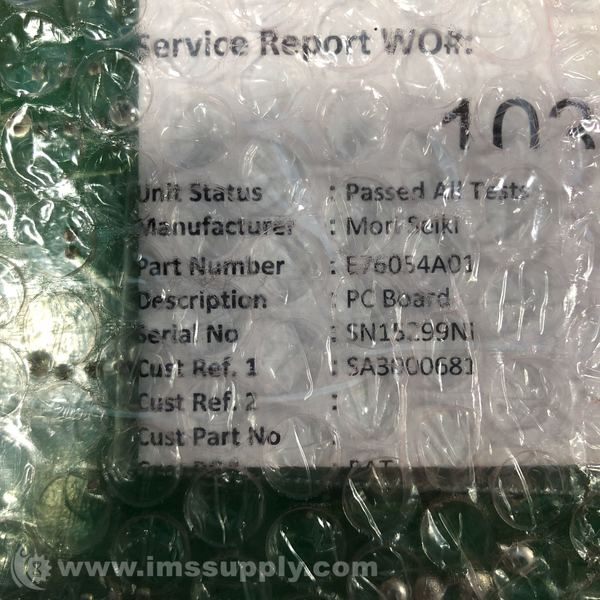 Service Report WO#:
103
Unit Status : Passed All Tests
Manufacturer : Mori Seiki
Part Number : E76054A01
Description : PC Board
Serial No : SN15299NI
Cust Ref. 1 : SA3800681
Cust Ref. 2 :
Cust Part No :
www.imssupply.com